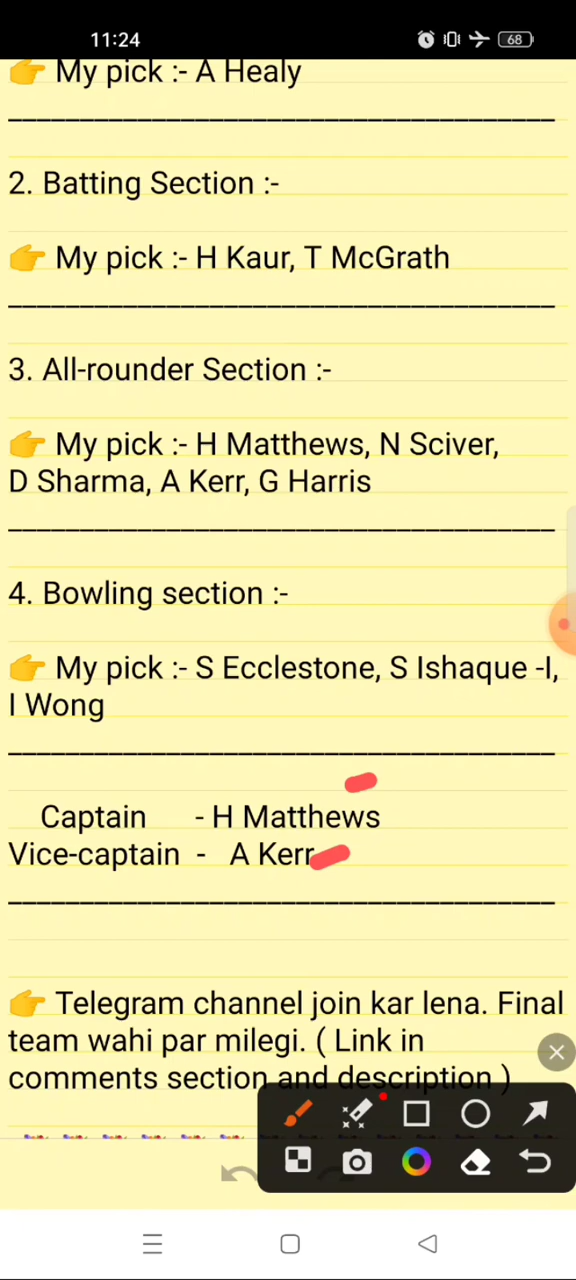 11:24
68
👉 My pick :- A Healy
2. Batting Section :-
👉 My pick :- H Kaur, T McGrath
3. All-rounder Section :-
👉 My pick :- H Matthews, N Sciver,
D Sharma, A Kerr, G Harris
4. Bowling section :-
👉 My pick :- S Ecclestone, S Ishaque -I,
I Wong
Captain - H Matthews
Vice-captain - A Kerr
👉 Telegram channel join kar lena. Final
team wahi par milegi. ( Link in
comments section and description )